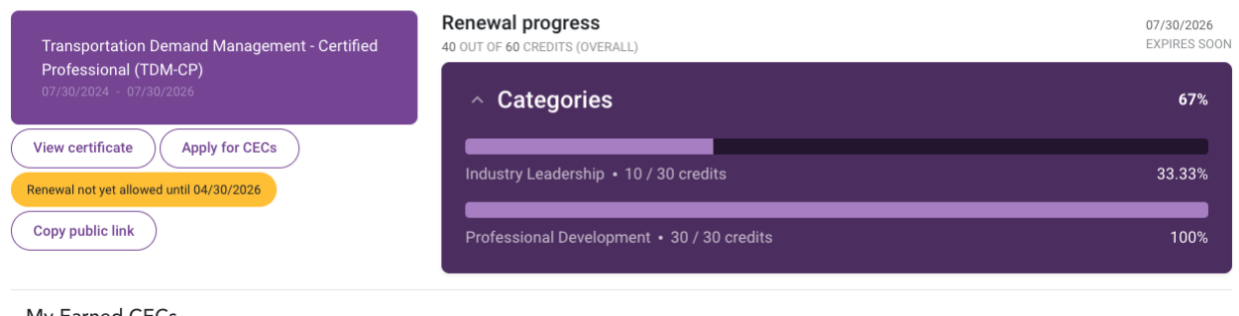 Transportation Demand Management - Certified
Professional (TDM-CP)
07/30/2024 - 07/30/2026
View certificate
Apply for CECs
Renewal not yet allowed until 04/30/2026
Copy public link
Renewal progress
40 OUT OF 60 CREDITS (OVERALL)
07/30/2026
EXPIRES SOON
Categories
67%
Industry Leadership • 10 / 30 credits
33.33%
Professional Development • 30 / 30 credits
100%
My Earned CECs